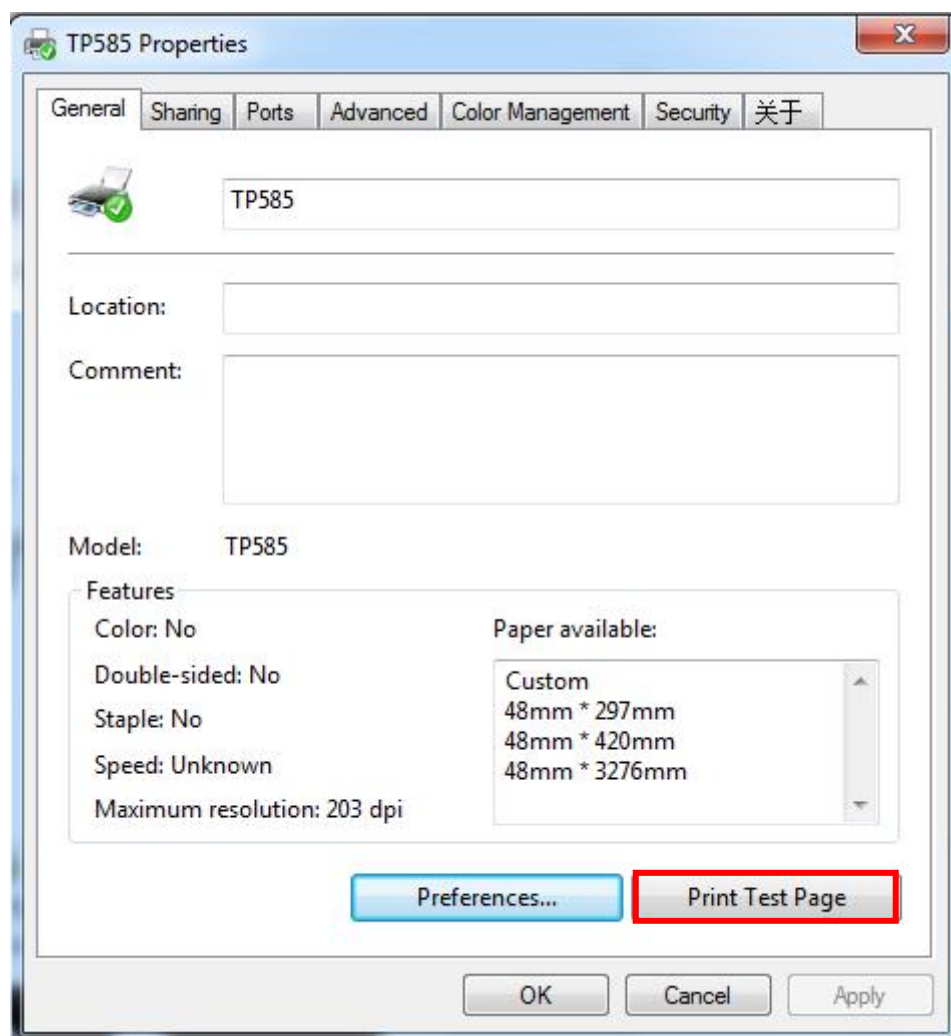 TP585 Properties
General Sharing Ports Advanced Color Management Security 关于
TP585
Location:
Comment:
Model: TP585
Features
Color: No
Double-sided: No
Staple: No
Speed: Unknown
Maximum resolution: 203 dpi
Paper available:
Custom
48mm * 297mm
48mm * 420mm
48mm * 3276mm
Preferences... Print Test Page
OK Cancel Apply